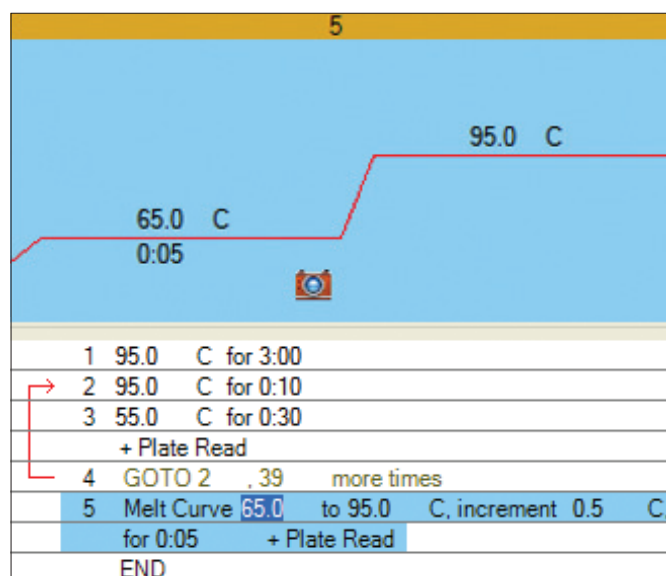 5
95.0 C
65.0 C
0:05
1 95.0 C for 3:00
2 95.0 C for 0:10
3 55.0 C for 0:30
+ Plate Read
4 GOTO 2 , 39 more times
5 Melt Curve 65.0 to 95.0 C, increment 0.5 C,
for 0:05 + Plate Read
END